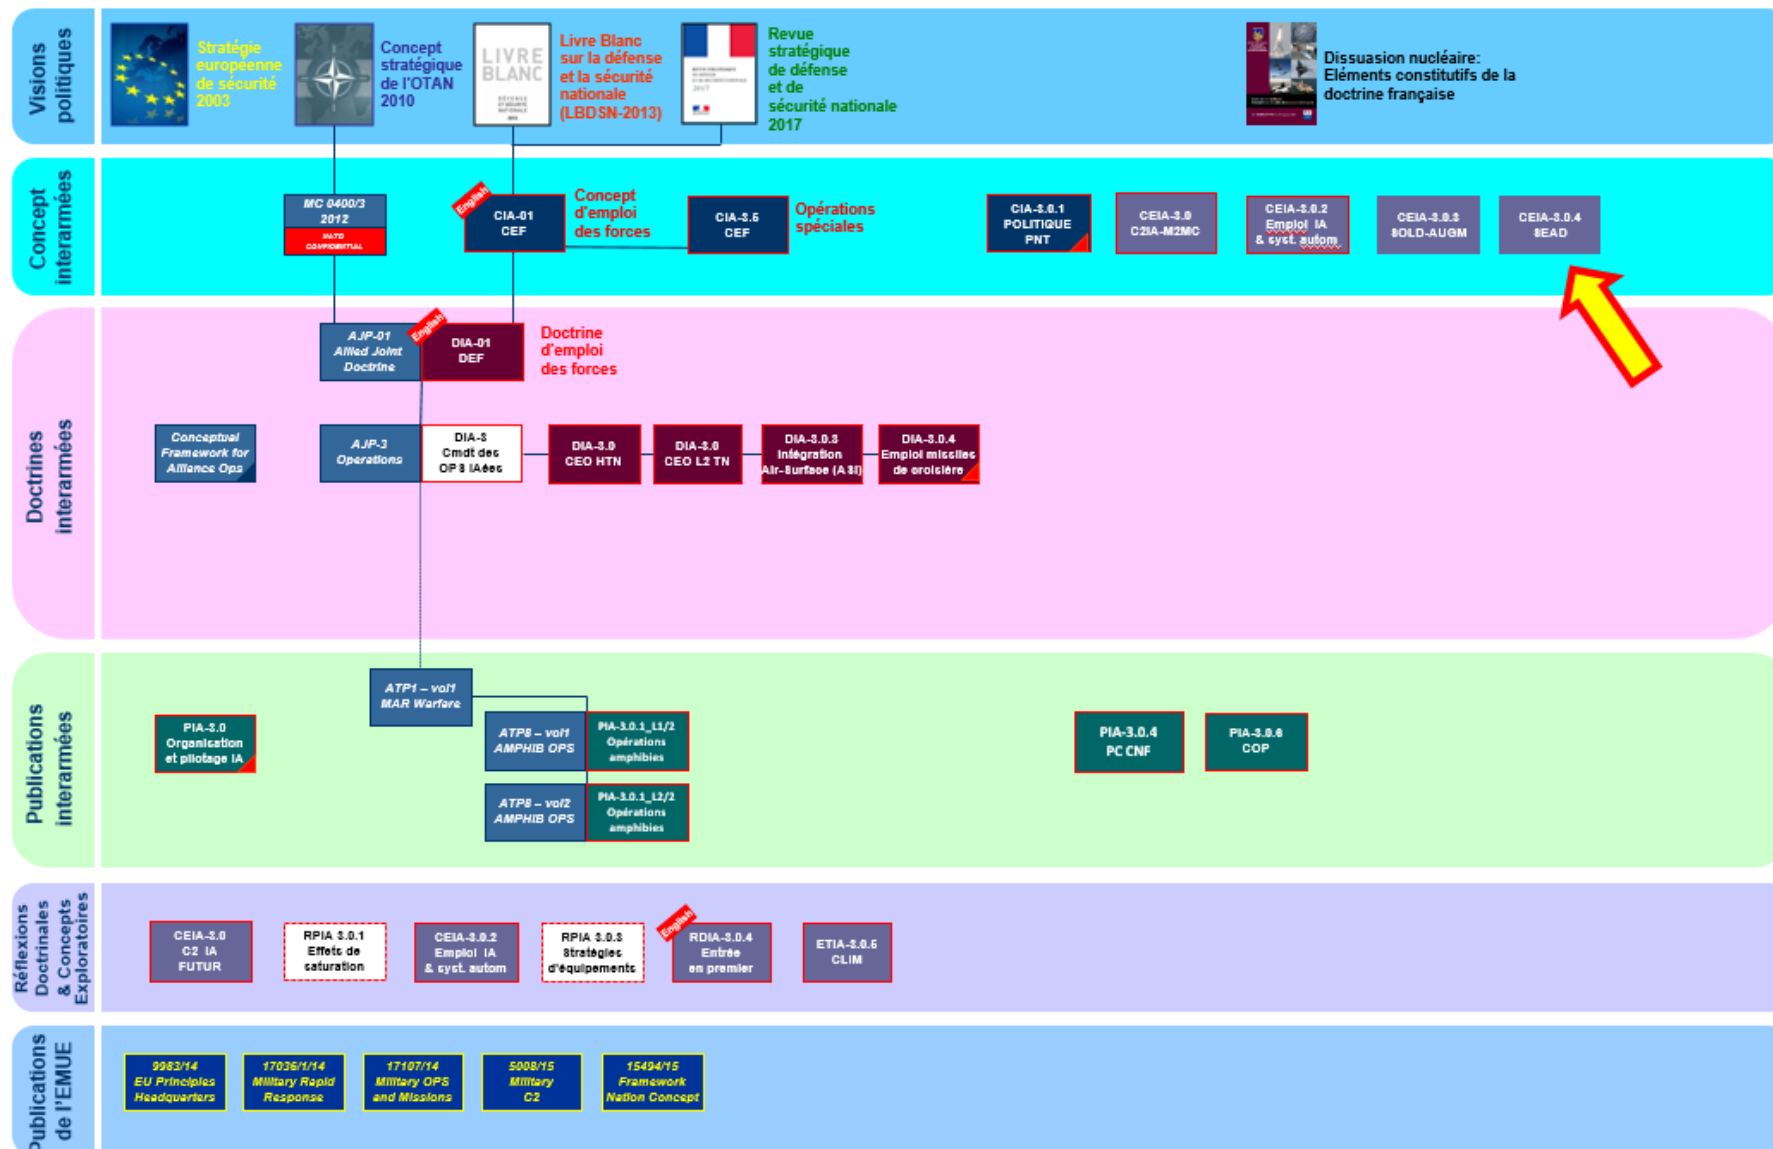 Visions
politiques
Stratégie
européenne
de sécurité
2003
Concept
stratégique
de l'OTAN
2010
LIVRE
BLANC
DÉFENSE
ET SÉCURITÉ
NATIONALE
2013
Livre Blanc
sur la défense
et la sécurité
nationale
(LBDSN-2013)
2017
Revue
stratégique
de défense
et de
sécurité nationale
2017
Dissuasion nucléaire:
Eléments constitutifs de la
doctrine française
Concept
interarmées
MC 0400/3
2012
NATO
CONFIDENTIAL
English
CIA-01
CEF
Concept
d'emploi
des forces
CIA-3.5
CEF
Opérations
spéciales
CIA-3.0.1
POLITIQUE
PNT
CEIA-3.0
C2IA-M2MC
CEIA-3.0.2
Emploi IA
& syst. autom
CEIA-3.0.3
SOLD-AUGM
CEIA-3.0.4
SEAD
Doctrines
interarmées
AJP-01
Allied Joint
Doctrine
English
DIA-01
DEF
Doctrine
d'emploi
des forces
Conceptual
Framework for
Alliance Ops
AJP-3
Operations
DIA-3
Cmdt des
OPS IAées
DIA-3.0
CEO HTN
DIA-3.0
CEO L2 TN
DIA-3.0.3
Intégration
Air-Surface (ASI)
DIA-3.0.4
Emploi missiles
de croisière
Publications
interarmées
PIA-3.0
Organisation
et pilotage IA
ATP1 – vol1
MAR Warfare
ATP8 – vol1
AMPHIB OPS
PIA-3.0.1_L1/2
Opérations
amphibies
ATP8 – vol2
AMPHIB OPS
PIA-3.0.1_L2/2
Opérations
amphibies
PIA-3.0.4
PC CNF
PIA-3.0.6
COP
Réflexions
Doctrinales
& Concepts
Exploratoires
CEIA-3.0
C2 IA
FUTUR
RPIA 3.0.1
Effets de
saturation
CEIA-3.0.2
Emploi IA
& syst. autom
RPIA 3.0.3
Stratégies
d'équipements
English
RDIA-3.0.4
Entrée
en premier
ETIA-3.0.5
CLIM
Publications
de l'EMUE
9983/14
EU Principles
Headquarters
17036/1/14
Military Rapid
Response
17107/14
Military OPS
and Missions
5008/15
Military
C2
15494/15
Framework
Nation Concept